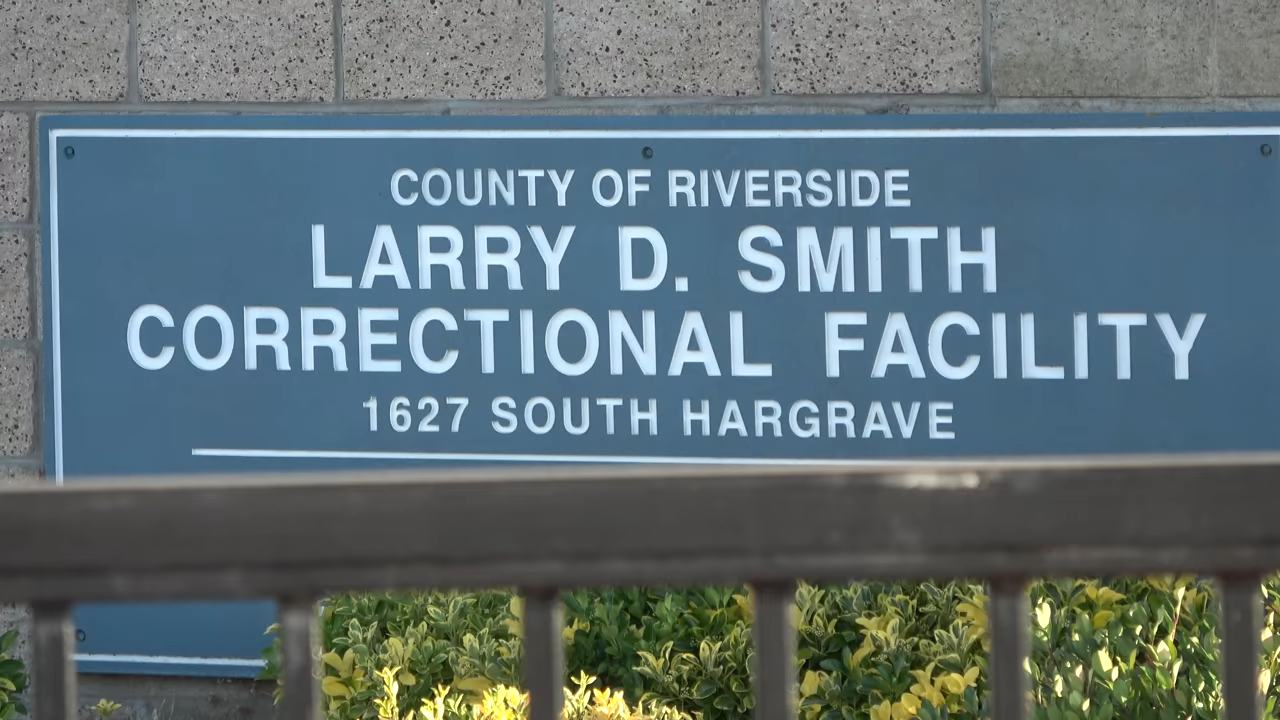 COUNTY OF RIVERSIDE
LARRY D. SMITH
CORRECTIONAL FACILITY
1627 SOUTH HARGRAVE